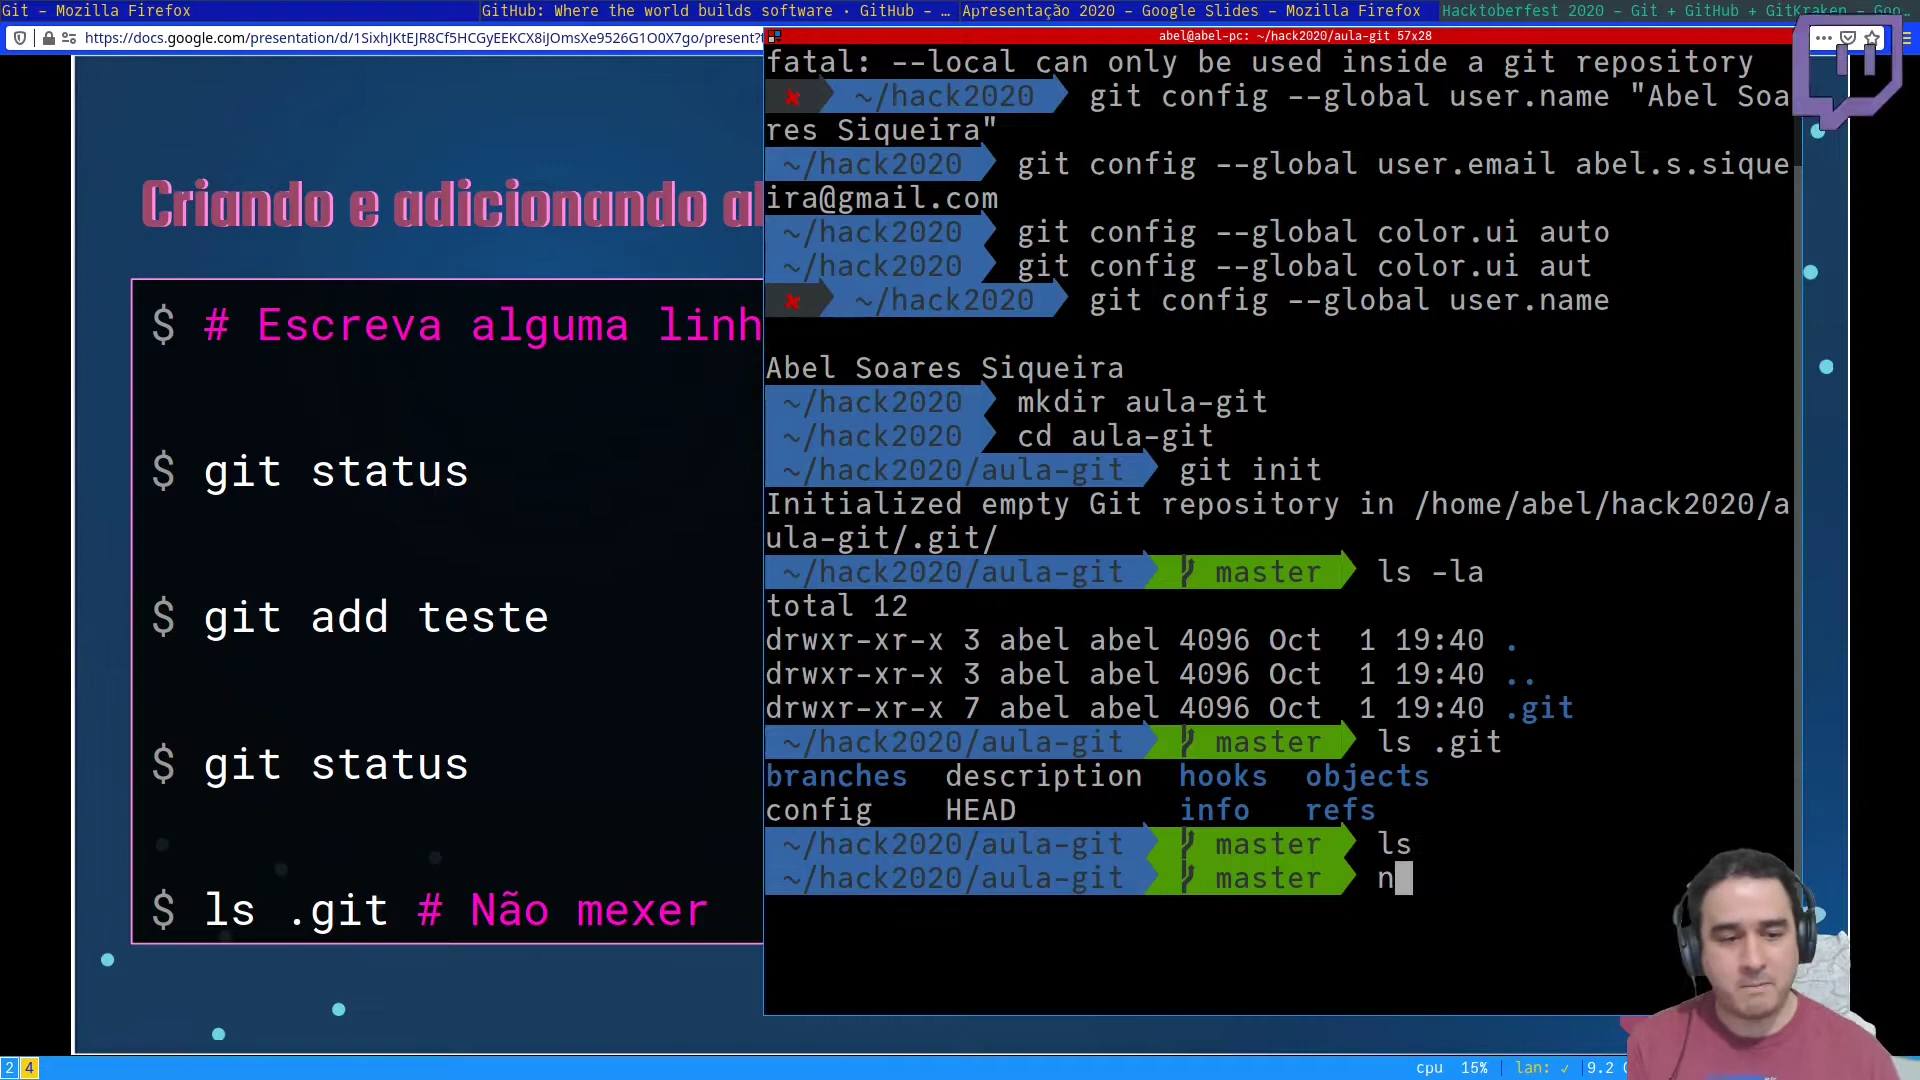 Git - Mozilla Firefox
GitHub: Where the world builds software · GitHub - …
Apresentação 2020 - Google Slides - Mozilla Firefox
Hacktoberfest 2020 - Git + GitHub + GitKraken - Goo…
https://docs.google.com/presentation/d/1SixhJKtEJR8Cf5HCGyEEKCX8iJOmsXe9526G1O0X7go/present?
abel@abel-pc: ~/hack2020/aula-git 57x28
Criando e adicionando
$ # Escreva alguma linh
$ git status
$ git add teste
$ git status
$ ls .git # Não mexer
fatal: --local can only be used inside a git repository
✘ ~/hack2020 git config --global user.name "Abel Soa
res Siqueira"
~/hack2020 git config --global user.email abel.s.sique
ira@gmail.com
~/hack2020 git config --global color.ui auto
~/hack2020 git config --global color.ui aut
✘ ~/hack2020 git config --global user.name
Abel Soares Siqueira
~/hack2020 mkdir aula-git
~/hack2020 cd aula-git
~/hack2020/aula-git git init
Initialized empty Git repository in /home/abel/hack2020/a
ula-git/.git/
~/hack2020/aula-git master ls -la
total 12
drwxr-xr-x 3 abel abel 4096 Oct  1 19:40 .
drwxr-xr-x 3 abel abel 4096 Oct  1 19:40 ..
drwxr-xr-x 7 abel abel 4096 Oct  1 19:40 .git
~/hack2020/aula-git master ls .git
branches description hooks objects
config HEAD info refs
~/hack2020/aula-git master ls
~/hack2020/aula-git master n
2 4
cpu 15% lan: ✓ 9.2